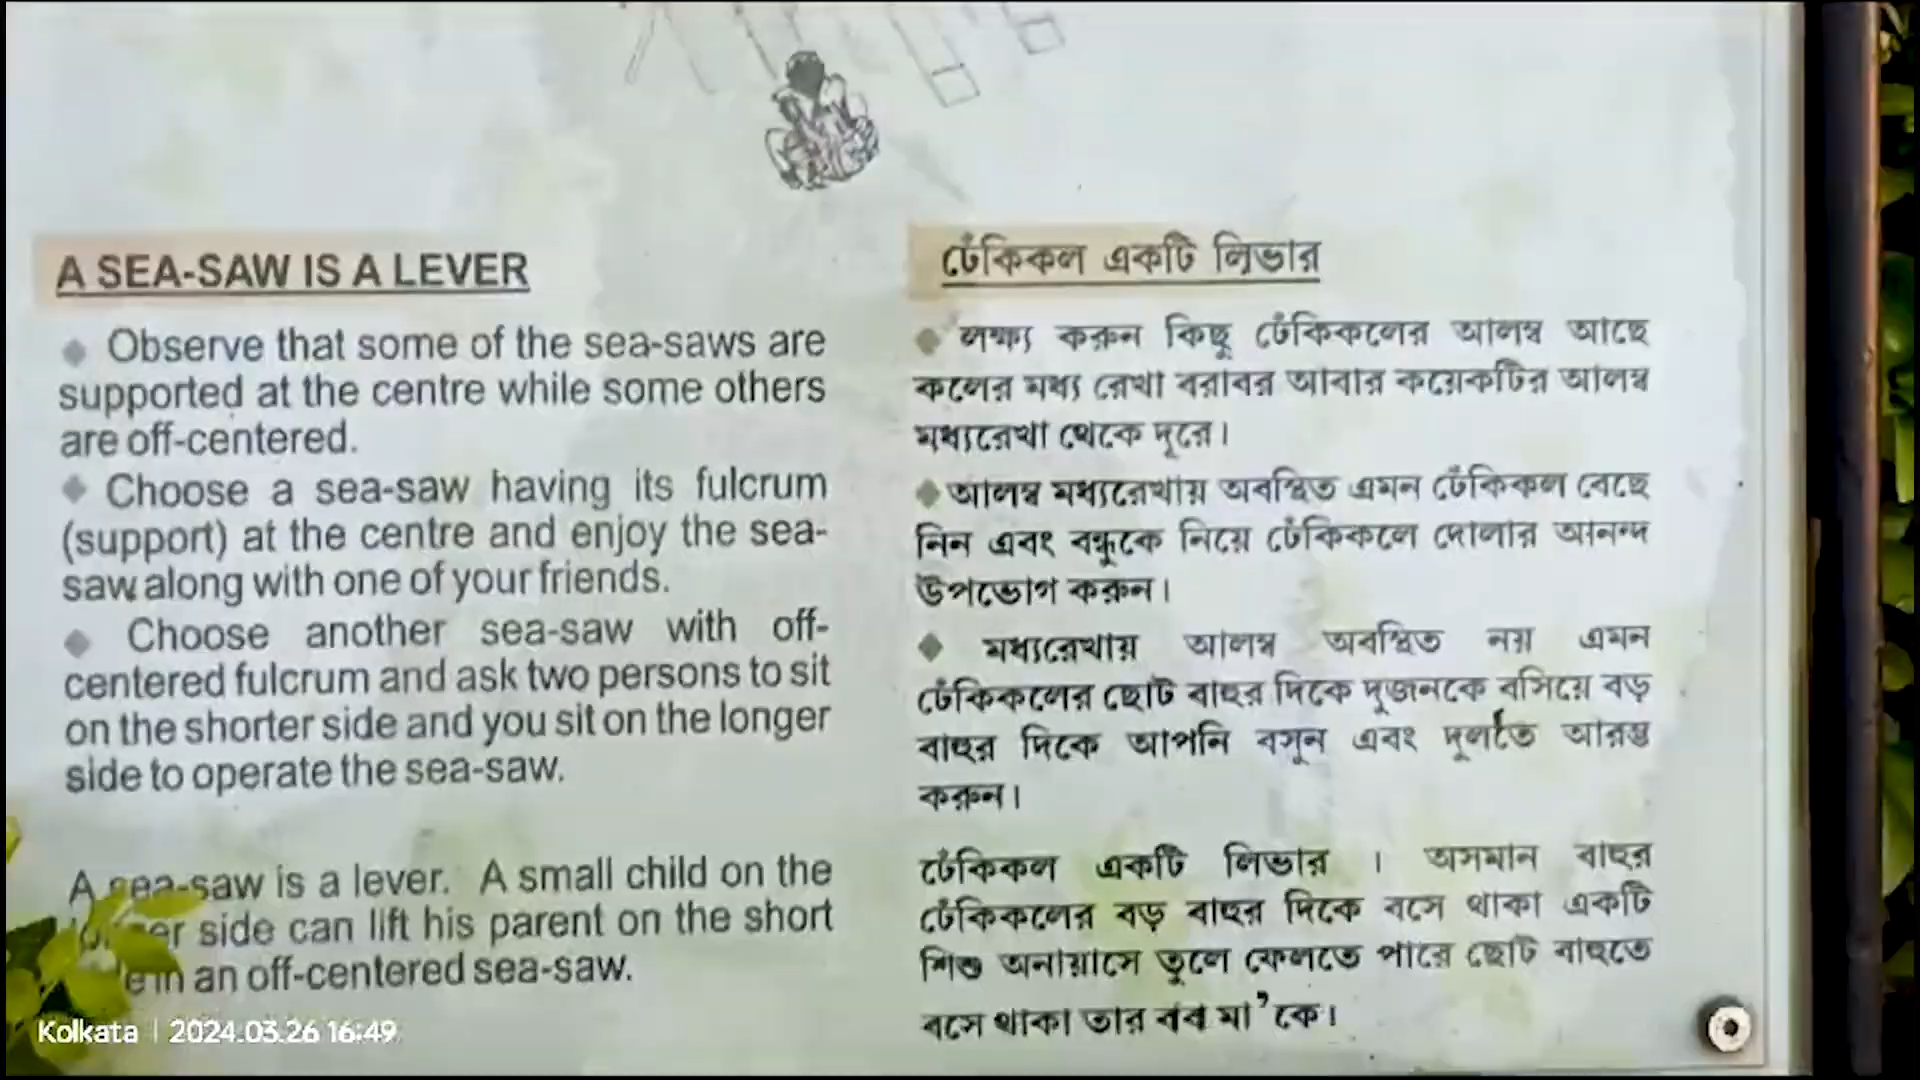 A SEA-SAW IS A LEVER
Observe that some of the sea-saws are
supported at the centre while some others
are off-centered.
Choose a sea-saw having its fulcrum
(support) at the centre and enjoy the sea-
saw along with one of your friends.
Choose another sea-saw with off-
centered fulcrum and ask two persons to sit
on the shorter side and you sit on the longer
side to operate the sea-saw.
A sea-saw is a lever. A small child on the
side can lift his parent on the short
in an off-centered sea-saw.
ঢেঁকিকল একটি লিভার
লক্ষ্য করুন কিছু ঢেঁকিকলের আলম্ব আছে
কলের মধ্য রেখা বরাবর আবার কয়েকটির আলম্ব
মধ্যরেখা থেকে দূরে।
আলম্ব মধ্যরেখায় অবস্থিত এমন ঢেঁকিকল বেছে
নিন এবং বন্ধুকে নিয়ে ঢেঁকিকলে দোলার আনন্দ
উপভোগ করুন।
মধ্যরেখায় আলম্ব অবস্থিত নয় এমন
ঢেঁকিকলের ছোট বাহুর দিকে দুজনকে বসিয়ে বড়
বাহুর দিকে আপনি বসুন এবং দুলতে আরম্ভ
করুন।
ঢেঁকিকল একটি লিভার । অসমান বাহুর
ঢেঁকিকলের বড় বাহুর দিকে বসে থাকা একটি
শিশু অনায়াসে তুলে ফেলতে পারে ছোট বাহুতে
বসে থাকা তার মা'কে।
Kolkata | 2024.03.26 16:49